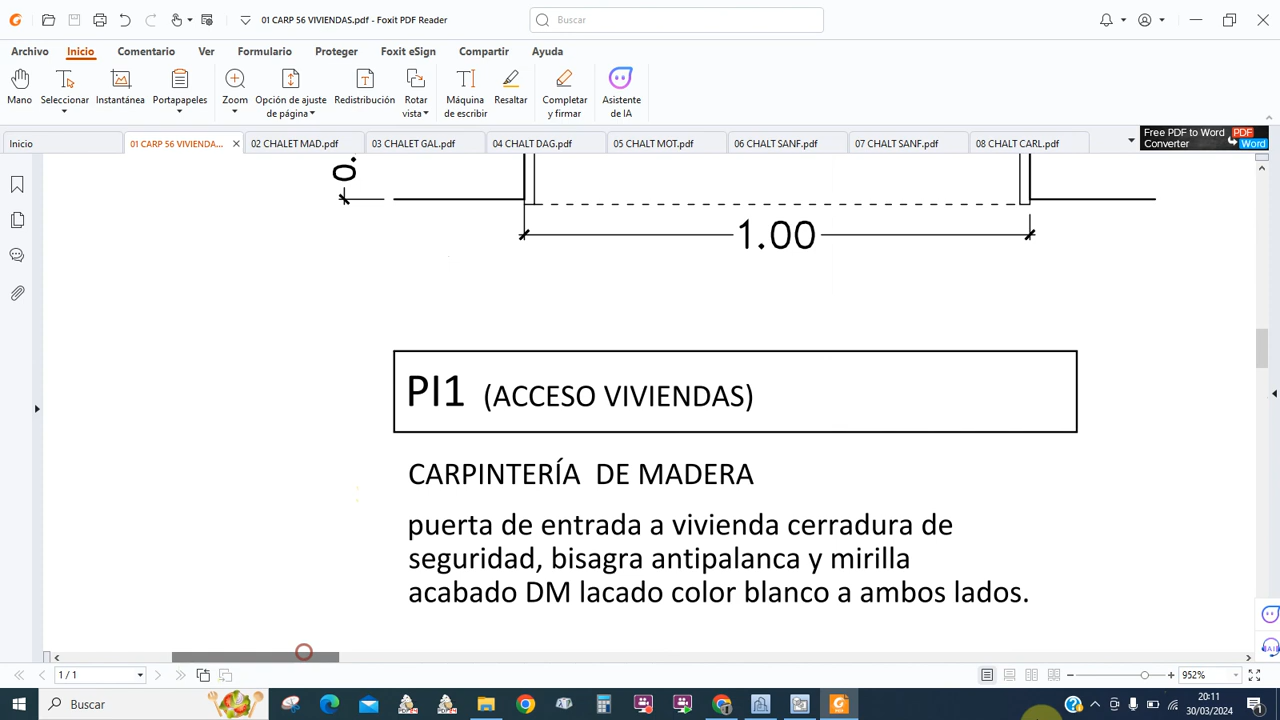 01 CARP 56 VIVIENDAS.pdf - Foxit PDF Reader
Buscar
Archivo Inicio Comentario Ver Formulario Proteger Foxit eSign Compartir Ayuda
Mano Seleccionar Instantánea Portapapeles Zoom Opción de ajuste de página Redistribución Rotar vista Máquina de escribir Resaltar Completar y firmar Asistente de IA
Inicio 01 CARP 56 VIVIENDA... 02 CHALET MAD.pdf 03 CHALET GAL.pdf 04 CHALT DAG.pdf 05 CHALT MOT.pdf 06 CHALT SANF.pdf 07 CHALT SANF.pdf 08 CHALT CARL.pdf
Free PDF to Word PDF
Converter Word
0.
1.00
PI1 (ACCESO VIVIENDAS)
CARPINTERÍA DE MADERA
puerta de entrada a vivienda cerradura de
seguridad, bisagra antipalanca y mirilla
acabado DM lacado color blanco a ambos lados.
1 / 1
952%
Buscar
20:11
30/03/2024